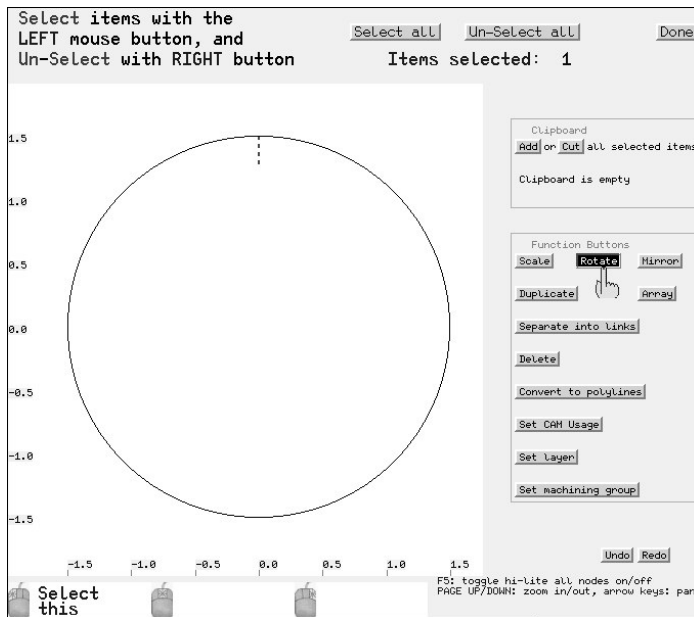 Select items with the
LEFT mouse button, and
Un-Select with RIGHT button
Select all
Un-Select all
Done
Items selected: 1
Clipboard
Add or Cut all selected items
Clipboard is empty
Function Buttons
Scale
Rotate
Mirror
Duplicate
Array
Separate into links
Delete
Convert to polylines
Set CAM Usage
Set layer
Set machining group
Undo
Redo
1.5
1.0
0.5
0.0
-0.5
-1.0
-1.5
-1.5
-1.0
-0.5
0.0
0.5
1.0
1.5
Select
this
F5: toggle hi-lite all nodes on/off
PAGE UP/DOWN: zoom in/out, arrow keys: pan